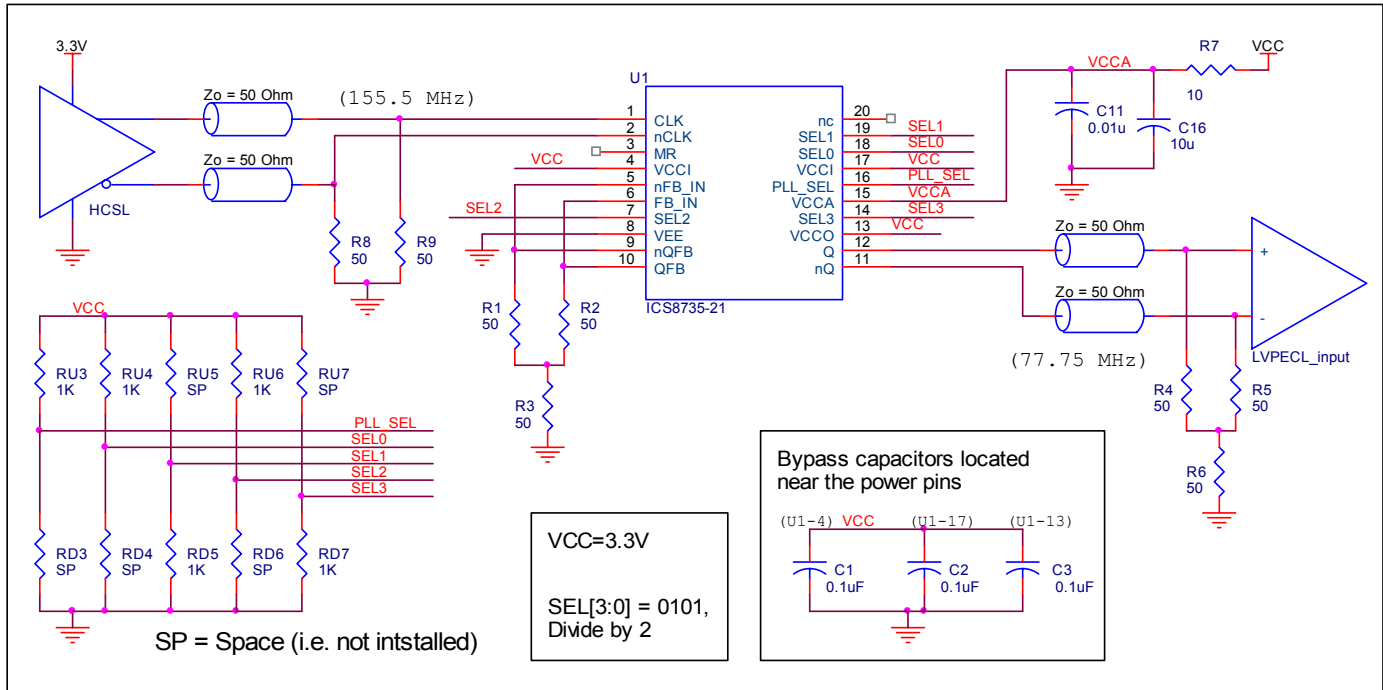 3.3V
Zo = 50 Ohm
(155.5 MHz)
Zo = 50 Ohm
HCSL
R8
50
R9
50
U1
1 CLK
2 nCLK
3 MR
4 VCCI
5 nFB_IN
6 FB_IN
7 SEL2
8 VEE
9 nQFB
10 QFB
VCC
SEL2
20 nc
19 SEL1 SEL1
18 SEL0 SEL0
17 VCCI VCC
16 PLL_SEL PLL_SEL
15 VCCA VCCA
14 SEL3 SEL3
13 VCCO VCC
12 Q
11 nQ
ICS8735-21
R1
50
R2
50
R3
50
VCCA
R7
10
VCC
C11
0.01u
C16
10u
Zo = 50 Ohm
Zo = 50 Ohm
+
-
LVPECL_input
(77.75 MHz)
R4
50
R5
50
R6
50
VCC
RU3
1K
RU4
1K
RU5
SP
RU6
1K
RU7
SP
PLL_SEL
SEL0
SEL1
SEL2
SEL3
RD3
SP
RD4
SP
RD5
1K
RD6
SP
RD7
1K
SP = Space (i.e. not intstalled)
VCC=3.3V
SEL[3:0] = 0101,
Divide by 2
Bypass capacitors located
near the power pins
(U1-4) VCC (U1-17) (U1-13)
C1
0.1uF
C2
0.1uF
C3
0.1uF